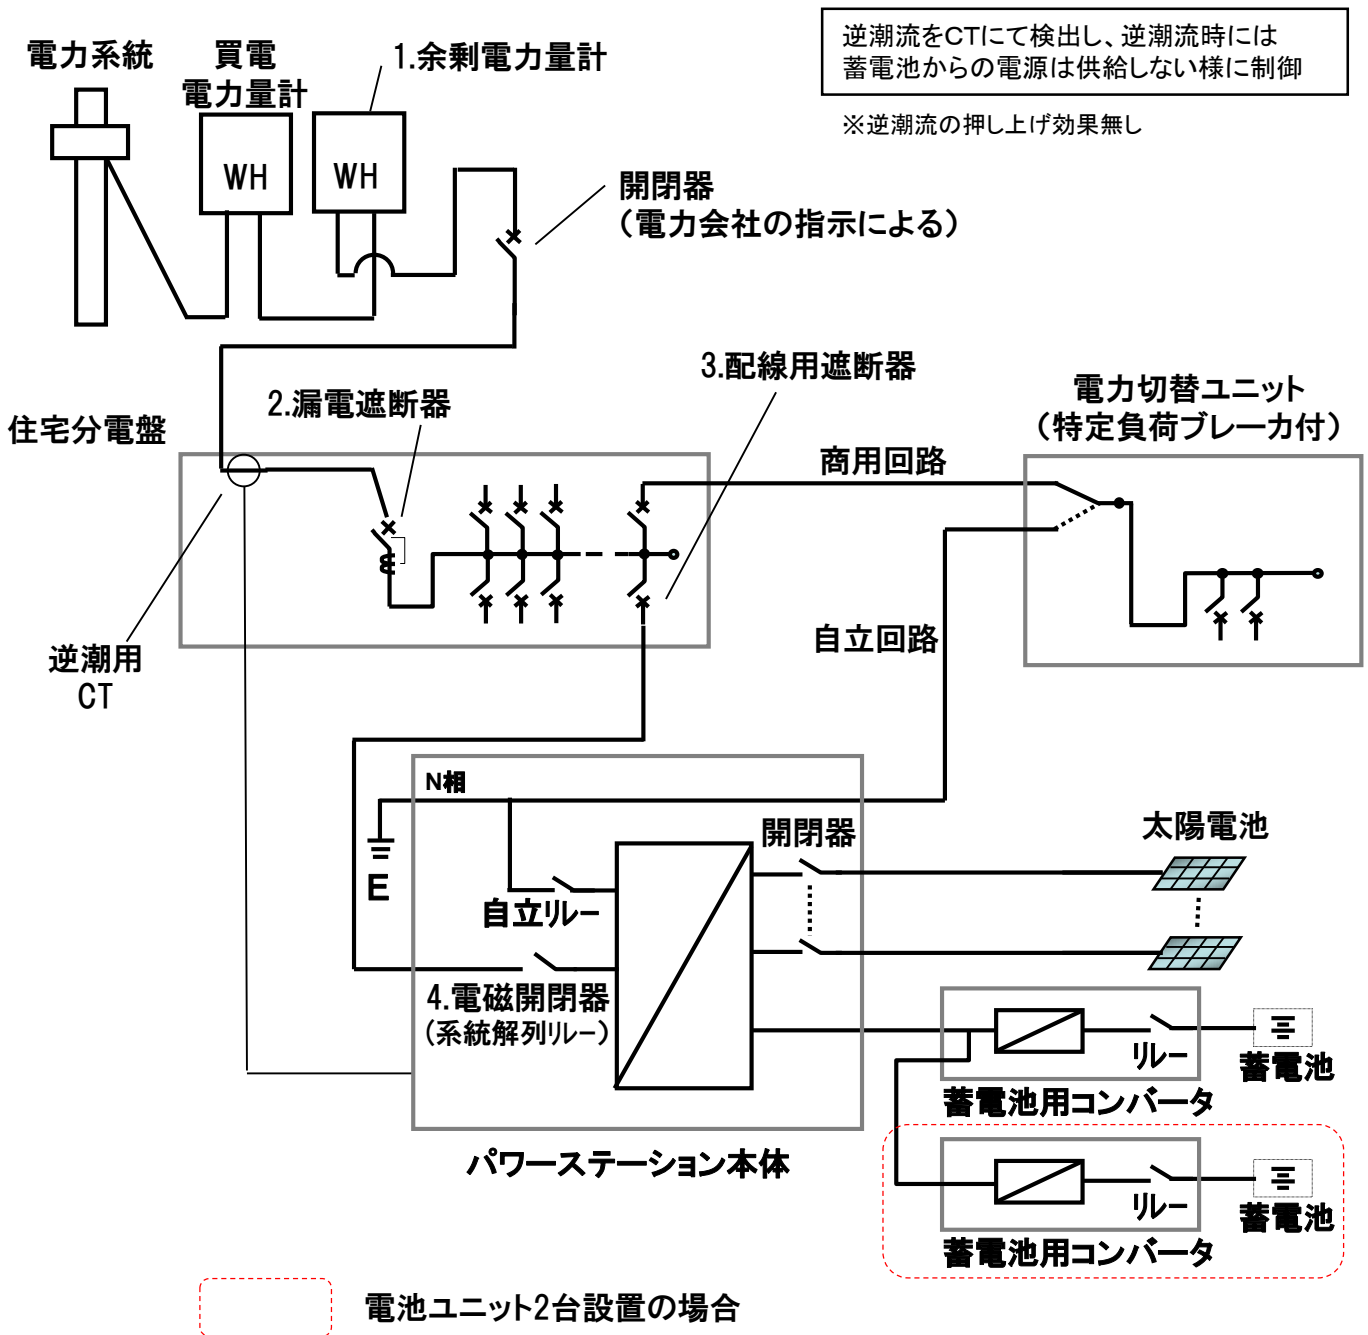 逆潮流をCTにて検出し、逆潮流時には
蓄電池からの電源は供給しない様に制御
※逆潮流の押し上げ効果無し
電力系統
買電
電力量計
1.余剰電力量計
WH
WH
開閉器
（電力会社の指示による）
住宅分電盤
2.漏電遮断器
3.配線用遮断器
電力切替ユニット
（特定負荷ブレーカ付）
商用回路
自立回路
逆潮用
CT
N相
E
自立リレー
4.電磁開閉器
(系統解列リレー)
開閉器
太陽電池
リレー
蓄電池
蓄電池用コンバータ
パワーステーション本体
リレー
蓄電池
蓄電池用コンバータ
電池ユニット2台設置の場合